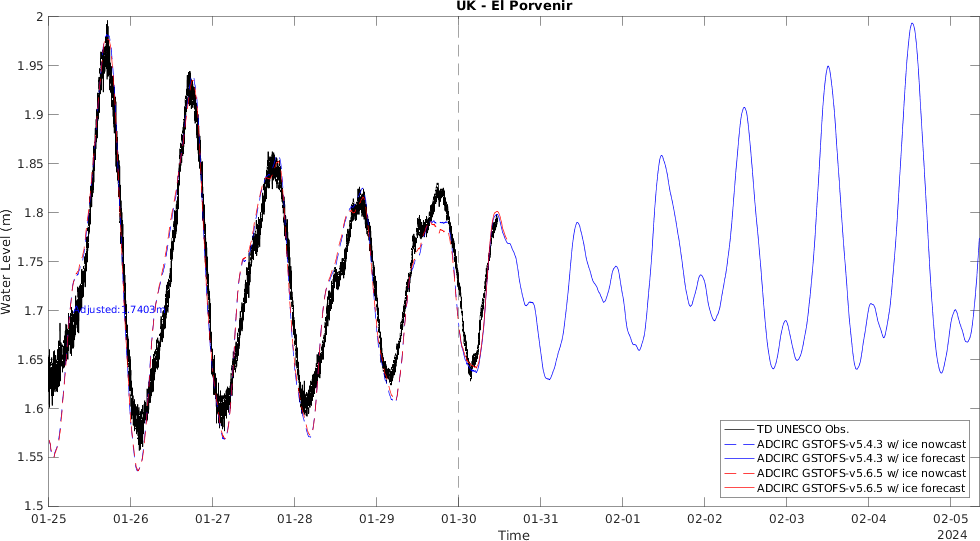 UK - El Porvenir
Water Level (m)
2
1.95
1.9
1.85
1.8
1.75
1.7
1.65
1.6
1.55
1.5
adjusted:1.7403m
TD UNESCO Obs.
ADCIRC GSTOFS-v5.4.3 w/ ice nowcast
ADCIRC GSTOFS-v5.4.3 w/ ice forecast
ADCIRC GSTOFS-v5.6.5 w/ ice nowcast
ADCIRC GSTOFS-v5.6.5 w/ ice forecast
01-25 01-26 01-27 01-28 01-29 01-30 01-31 02-01 02-02 02-03 02-04 02-05
Time
2024